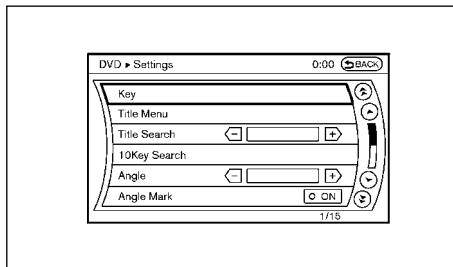 DVD ▸ Settings 0:00 BACK
Key
Title Menu
Title Search − +
10Key Search
Angle − +
Angle Mark ON
1/15